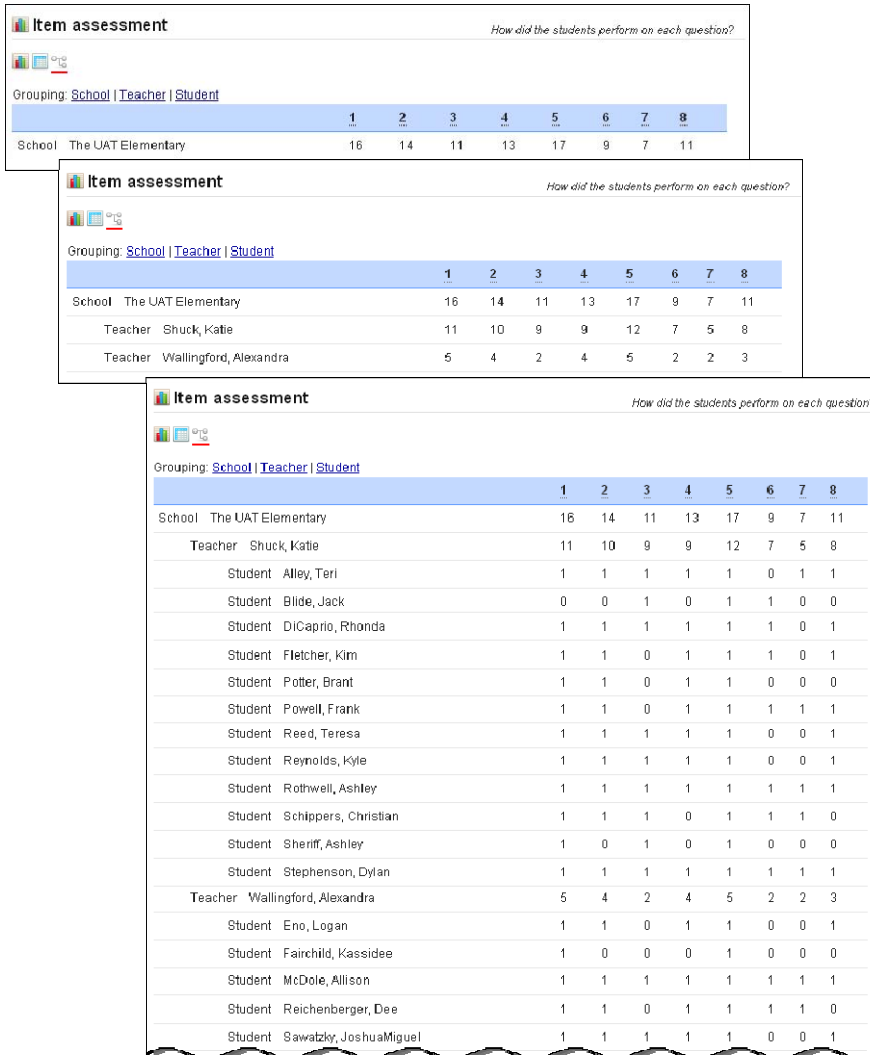 Item assessment How did the students perform on each question?
Grouping: School | Teacher | Student
1 2 3 4 5 6 7 8
School The UAT Elementary 16 14 11 13 17 9 7 11
Item assessment How did the students perform on each question?
Grouping: School | Teacher | Student
1 2 3 4 5 6 7 8
School The UAT Elementary 16 14 11 13 17 9 7 11
Teacher Shuck, Katie 11 10 9 9 12 7 5 8
Teacher Wallingford, Alexandra 5 4 2 4 5 2 2 3
Item assessment How did the students perform on each question
Grouping: School | Teacher | Student
1 2 3 4 5 6 7 8
School The UAT Elementary 16 14 11 13 17 9 7 11
Teacher Shuck, Katie 11 10 9 9 12 7 5 8
Student Alley, Teri 1 1 1 1 1 0 1 1
Student Blide, Jack 0 0 1 0 1 1 0 0
Student DiCaprio, Rhonda 1 1 1 1 1 1 0 1
Student Fletcher, Kim 1 1 0 1 1 1 0 1
Student Potter, Brant 1 1 0 1 1 0 0 0
Student Powell, Frank 1 1 0 1 1 1 1 1
Student Reed, Teresa 1 1 1 1 1 0 0 1
Student Reynolds, Kyle 1 1 1 1 1 0 0 1
Student Rothwell, Ashley 1 1 1 1 1 1 1 1
Student Schippers, Christian 1 1 1 0 1 1 1 0
Student Sheriff, Ashley 1 0 1 0 1 0 0 0
Student Stephenson, Dylan 1 1 1 1 1 1 1 1
Teacher Wallingford, Alexandra 5 4 2 4 5 2 2 3
Student Eno, Logan 1 1 0 1 1 0 0 1
Student Fairchild, Kassidee 1 0 0 0 1 0 0 0
Student McDole, Allison 1 1 1 1 1 1 1 1
Student Reichenberger, Dee 1 1 0 1 1 1 1 0
Student Sawatzky, JoshuaMiguel 1 1 1 1 1 0 0 1